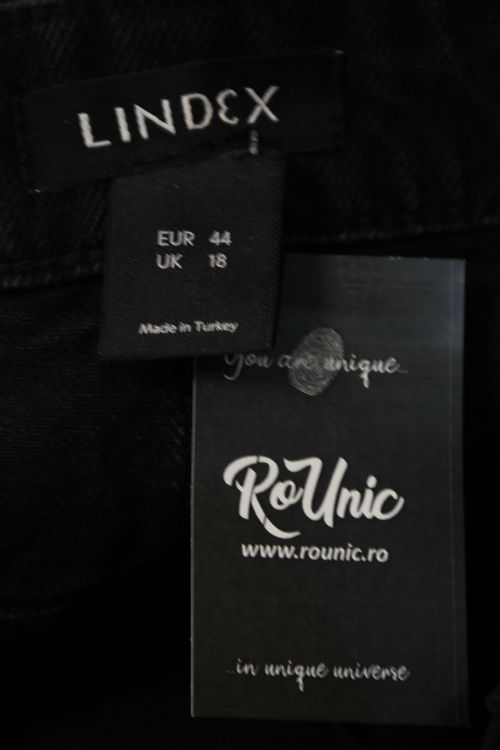 LINDEX
EUR 44
UK 18
Made in Turkey
You are unique...
RoUnic
www.rounic.ro
...in unique universe